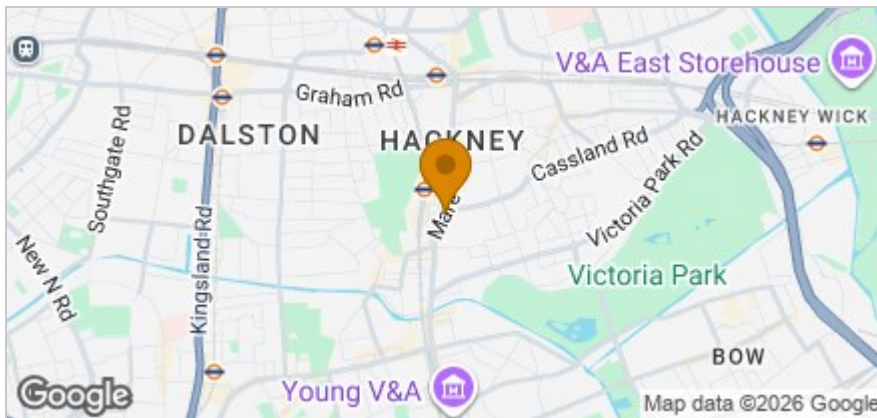 V&A East Storehouse
Graham Rd
HACKNEY WICK
DALSTON
HACKNEY
Cassland Rd
Southgate Rd
Victoria Park Rd
Mare
Kingsland Rd
New N Rd
Victoria Park
BOW
Young V&A
Google
Map data ©2026 Google